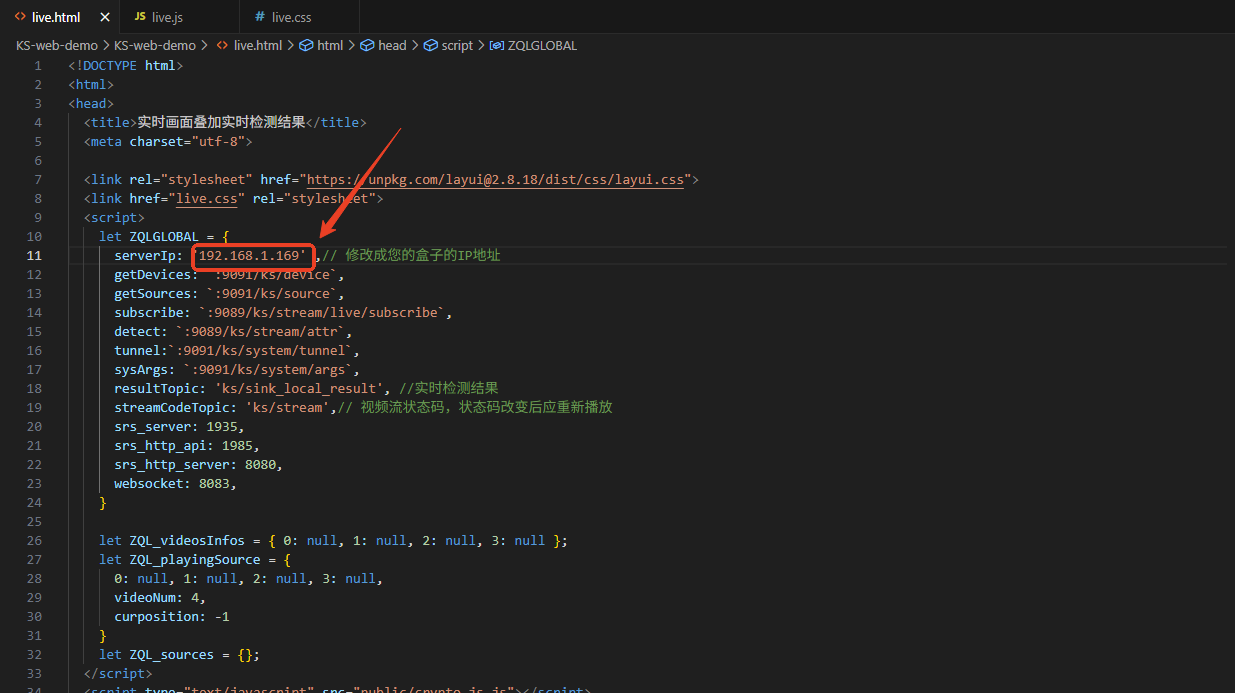 live.html
JS live.js
# live.css
KS-web-demo > KS-web-demo > live.html > html > head > script > ZQLGLOBAL
1 <!DOCTYPE html>
2 <html>
3 <head>
4 <title>实时画面叠加实时检测结果</title>
5 <meta charset="utf-8">
6
7 <link rel="stylesheet" href="https://unpkg.com/layui@2.8.18/dist/css/layui.css">
8 <link href="live.css" rel="stylesheet">
9 <script>
10 let ZQLGLOBAL = {
11 serverIp: '192.168.1.169' ,// 修改成您的盒子的IP地址
12 getDevices: `:9091/ks/device`,
13 getSources: `:9091/ks/source`,
14 subscribe: `:9089/ks/stream/live/subscribe`,
15 detect: `:9089/ks/stream/attr`,
16 tunnel:`:9091/ks/system/tunnel`,
17 sysArgs: `:9091/ks/system/args`,
18 resultTopic: 'ks/sink_local_result', //实时检测结果
19 streamCodeTopic: 'ks/stream',// 视频流状态码，状态码改变后应重新播放
20 srs_server: 1935,
21 srs_http_api: 1985,
22 srs_http_server: 8080,
23 websocket: 8083,
24 }
25
26 let ZQL_videosInfos = { 0: null, 1: null, 2: null, 3: null };
27 let ZQL_playingSource = {
28 0: null, 1: null, 2: null, 3: null,
29 videoNum: 4,
30 curposition: -1
31 }
32 let ZQL_sources = {};
33 </script>
34 <script type="text/javascript" src="public/crypto-js.js"></script>